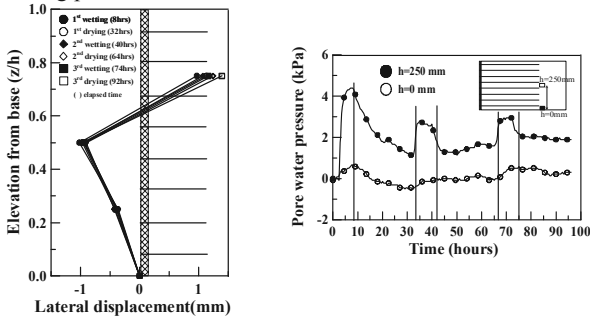 1st wetting (8hrs)
1st drying (32hrs)
2nd wetting (40hrs)
2nd drying (64hrs)
3rd wetting (74hrs)
3rd drying (92hrs)
( ) elapsed time
Elevation from base (z/h)
1.0
0.8
0.6
0.4
0.2
0.0
-1
0
1
Lateral displacement(mm)
Pore water pressure (kPa)
6
4
2
0
-2
h=250 mm
h=0 mm
h=250mm
h=0mm
0
10
20
30
40
50
60
70
80
90
100
Time (hours)